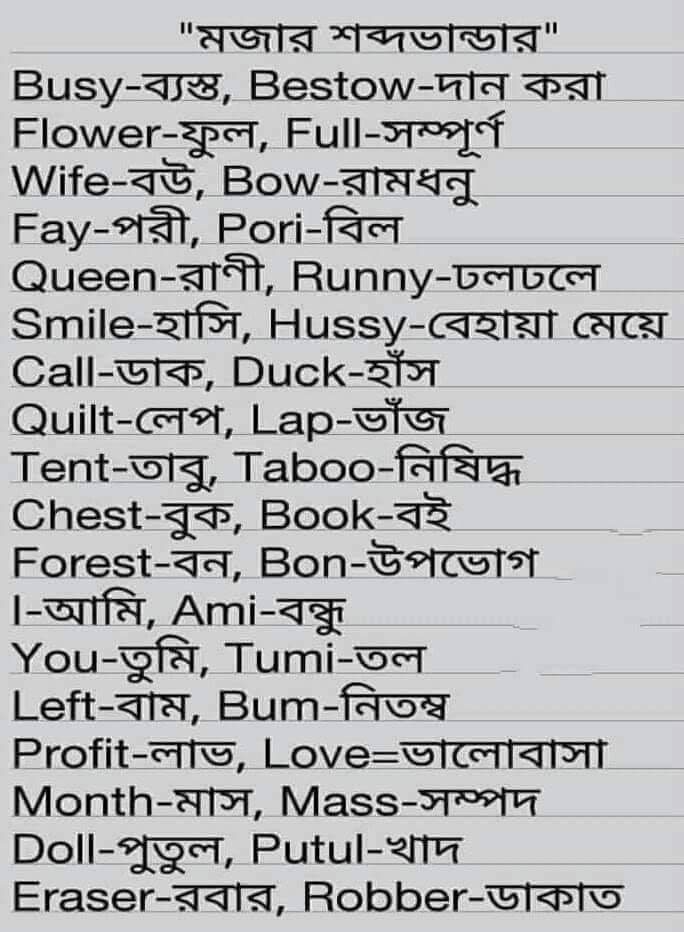 "মজার শব্দভান্ডার"
Busy-ব্যস্ত, Bestow-দান করা
Flower-ফুল, Full-সম্পূর্ণ
Wife-বউ, Bow-রামধনু
Fay-পরী, Pori-বিল
Queen-রাণী, Runny-ঢলঢলে
Smile-হাসি, Hussy-বেহায়া মেয়ে
Call-ডাক, Duck-হাঁস
Quilt-লেপ, Lap-ভাঁজ
Tent-তাবু, Taboo-নিষিদ্ধ
Chest-বুক, Book-বই
Forest-বন, Bon-উপভোগ
I-আমি, Ami-বন্ধু
You-তুমি, Tumi-তল
Left-বাম, Bum-নিতম্ব
Profit-লাভ, Love=ভালোবাসা
Month-মাস, Mass-সম্পদ
Doll-পুতুল, Putul-খাদ
Eraser-রবার, Robber-ডাকাত